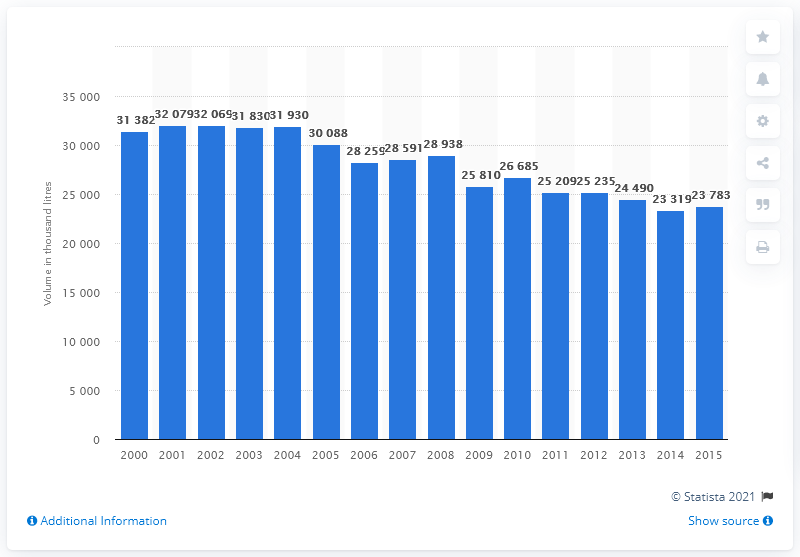 35 000
30 000
25 000
20 000
15 000
10 000
5 000
0
Volume in thousand litres
31 382 32 079 32 069 31 830 31 930 30 088 28 259 28 591 28 938 25 810 26 685 25 209 25 235 24 490 23 319 23 783
2000 2001 2002 2003 2004 2005 2006 2007 2008 2009 2010 2011 2012 2013 2014 2015
© Statista 2021
Additional Information
Show source